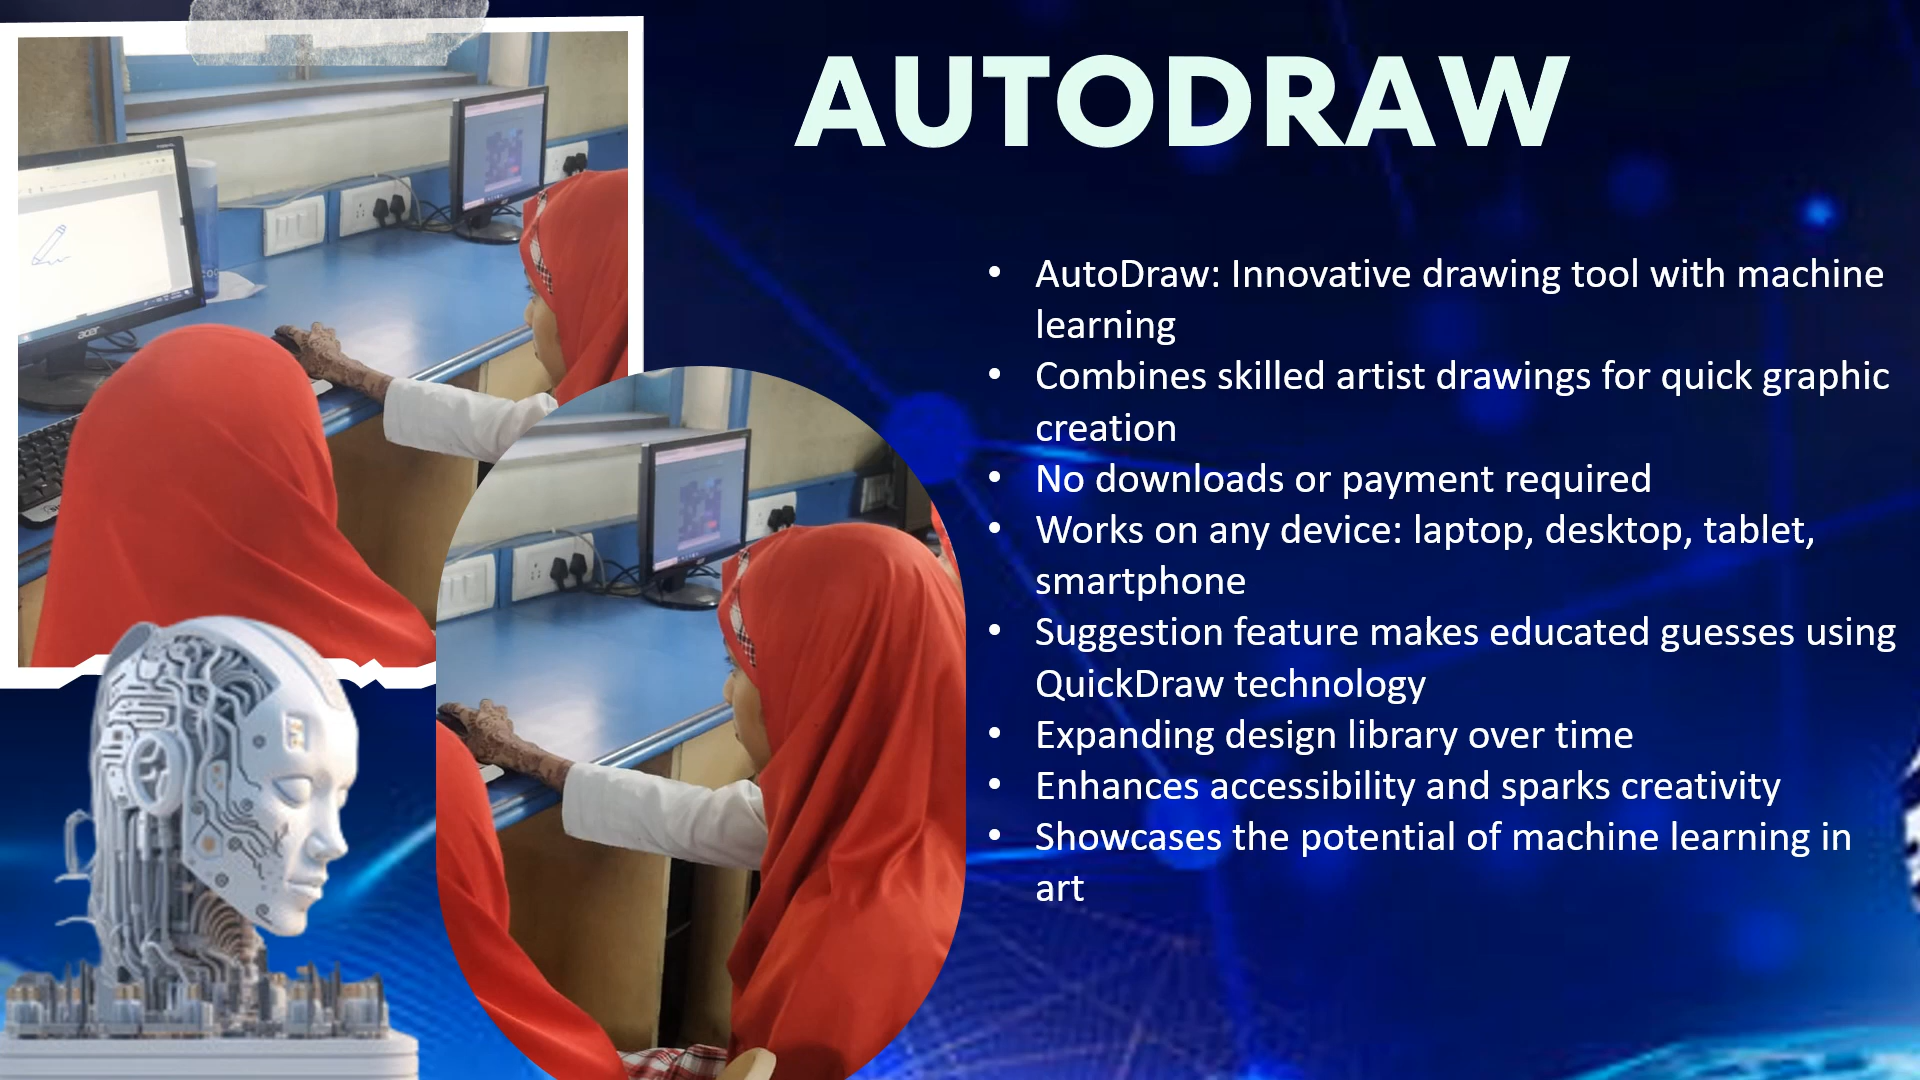 AUTODRAW
• AutoDraw: Innovative drawing tool with machine
learning
• Combines skilled artist drawings for quick graphic
creation
• No downloads or payment required
• Works on any device: laptop, desktop, tablet,
smartphone
• Suggestion feature makes educated guesses using
QuickDraw technology
• Expanding design library over time
• Enhances accessibility and sparks creativity
• Showcases the potential of machine learning in
art
acer